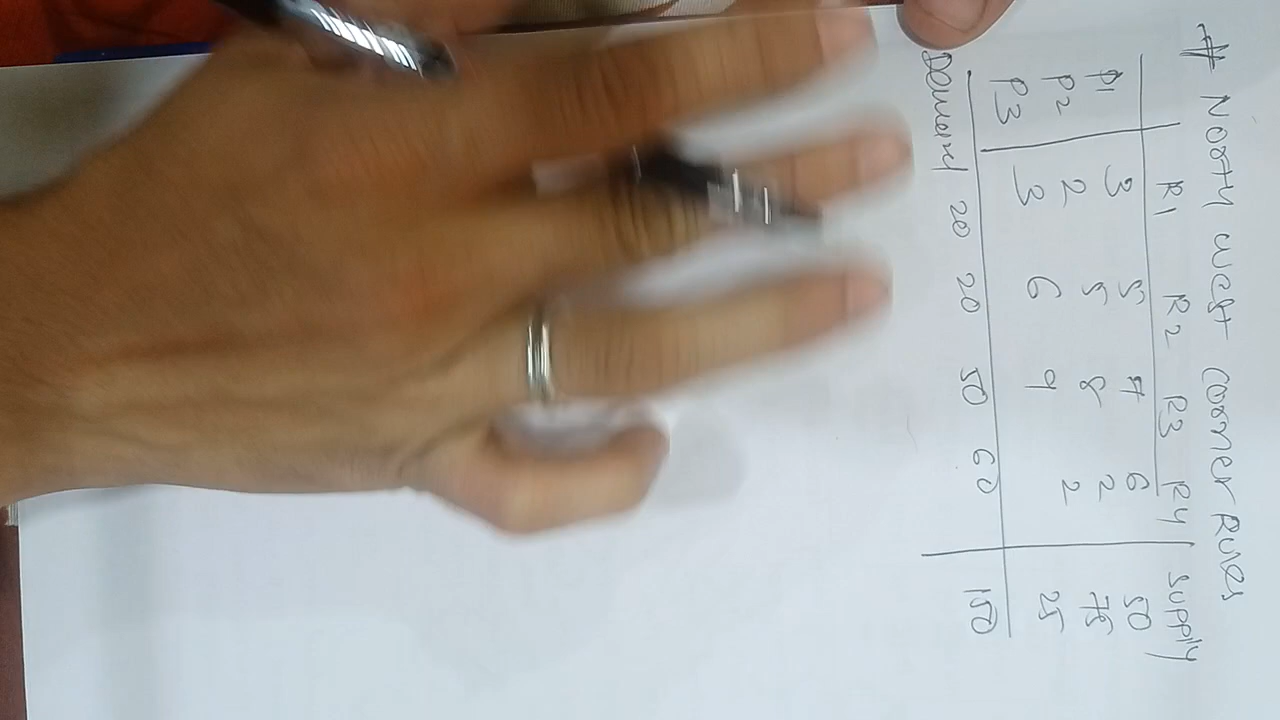 # North West Corner Rules
R1 R2 R3 R4 Supply
P1 3 5 7 6 50
P2 2 5 8 2 75
P3 3 6 9 2 25
Demand 20 20 50 60 150